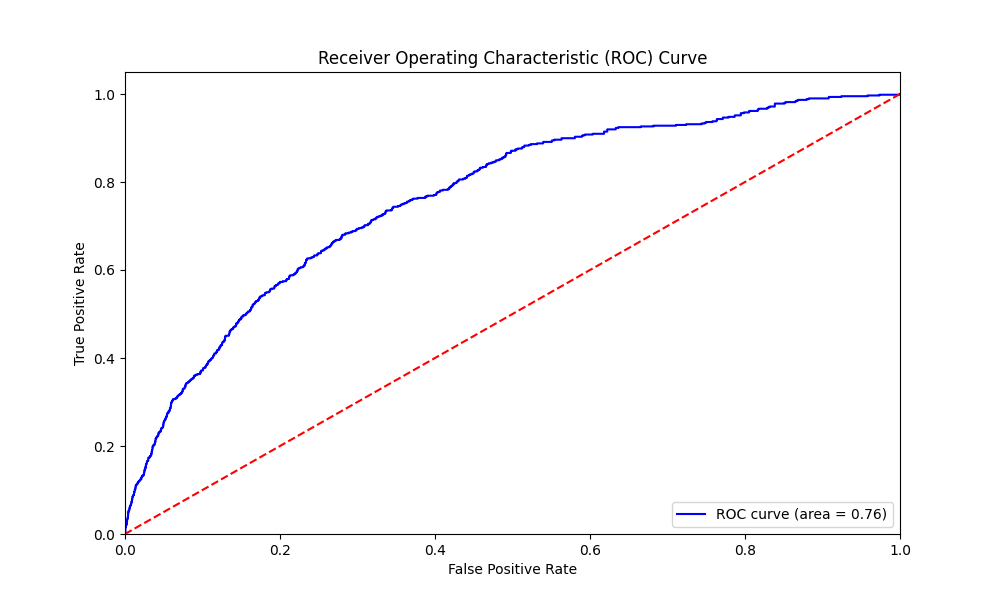 Receiver Operating Characteristic (ROC) Curve
1.0
0.8
0.6
0.4
0.2
0.0
True Positive Rate
ROC curve (area = 0.76)
0.0 0.2 0.4 0.6 0.8 1.0
False Positive Rate